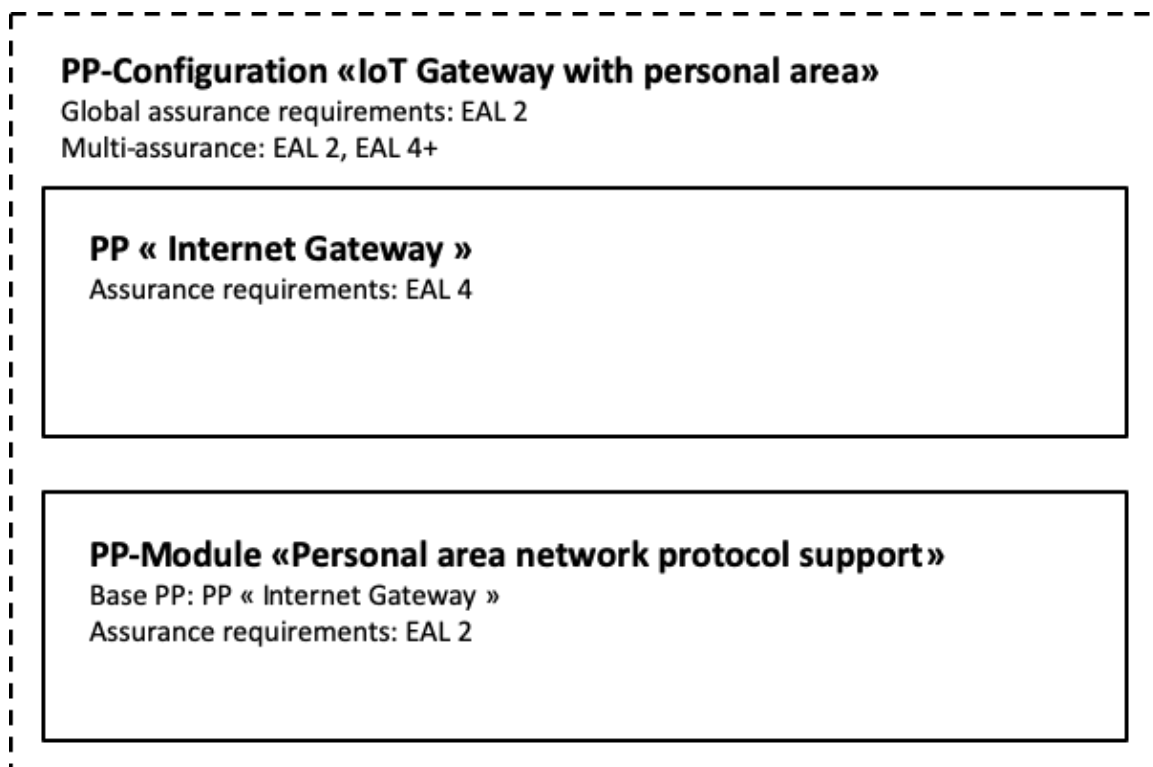 PP-Configuration «IoT Gateway with personal area»
Global assurance requirements: EAL 2
Multi-assurance: EAL 2, EAL 4+
PP « Internet Gateway »
Assurance requirements: EAL 4
PP-Module «Personal area network protocol support»
Base PP: PP « Internet Gateway »
Assurance requirements: EAL 2